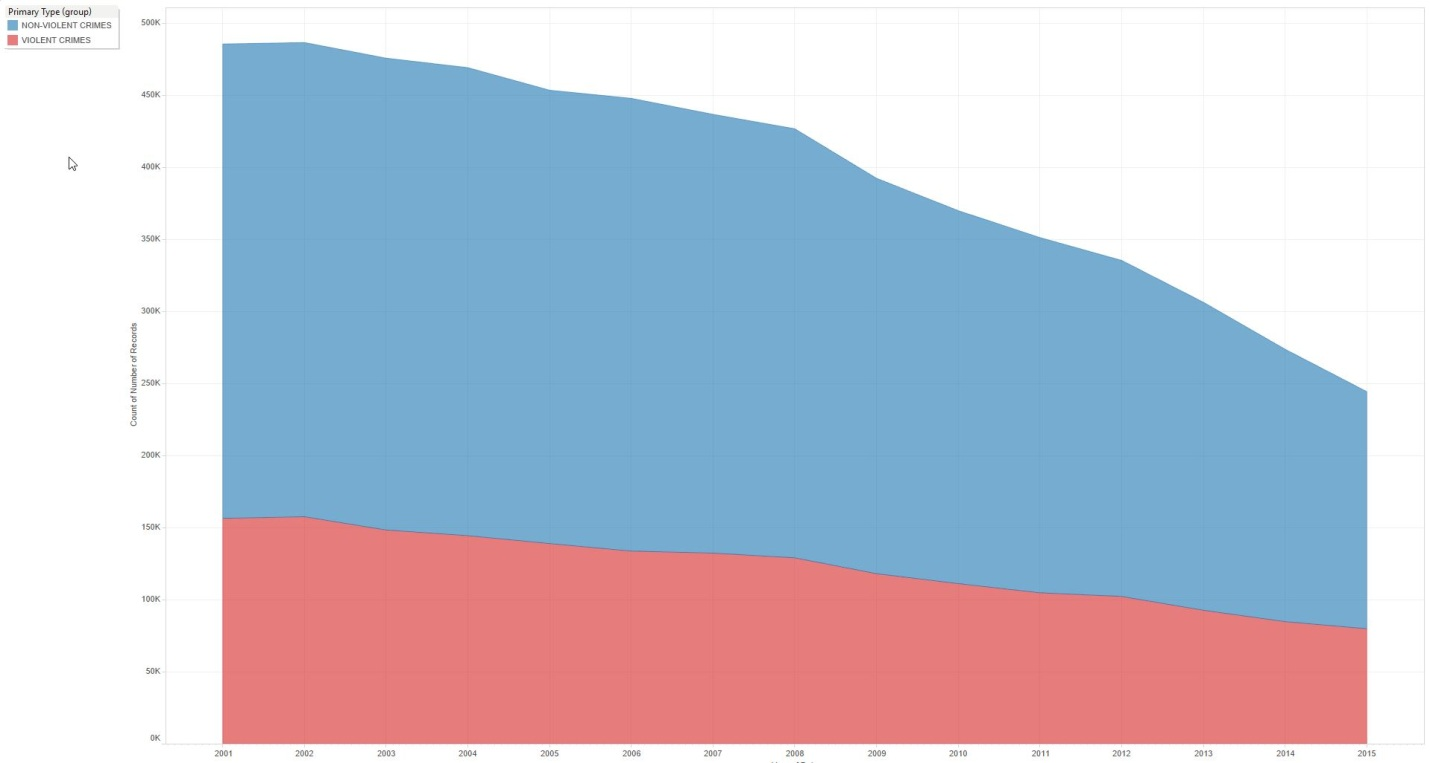 Primary Type (group)
NON-VIOLENT CRIMES
VIOLENT CRIMES
500K
450K
400K
350K
300K
250K
200K
150K
100K
50K
0K
Count of Number of Records
2001 2002 2003 2004 2005 2006 2007 2008 2009 2010 2011 2012 2013 2014 2015